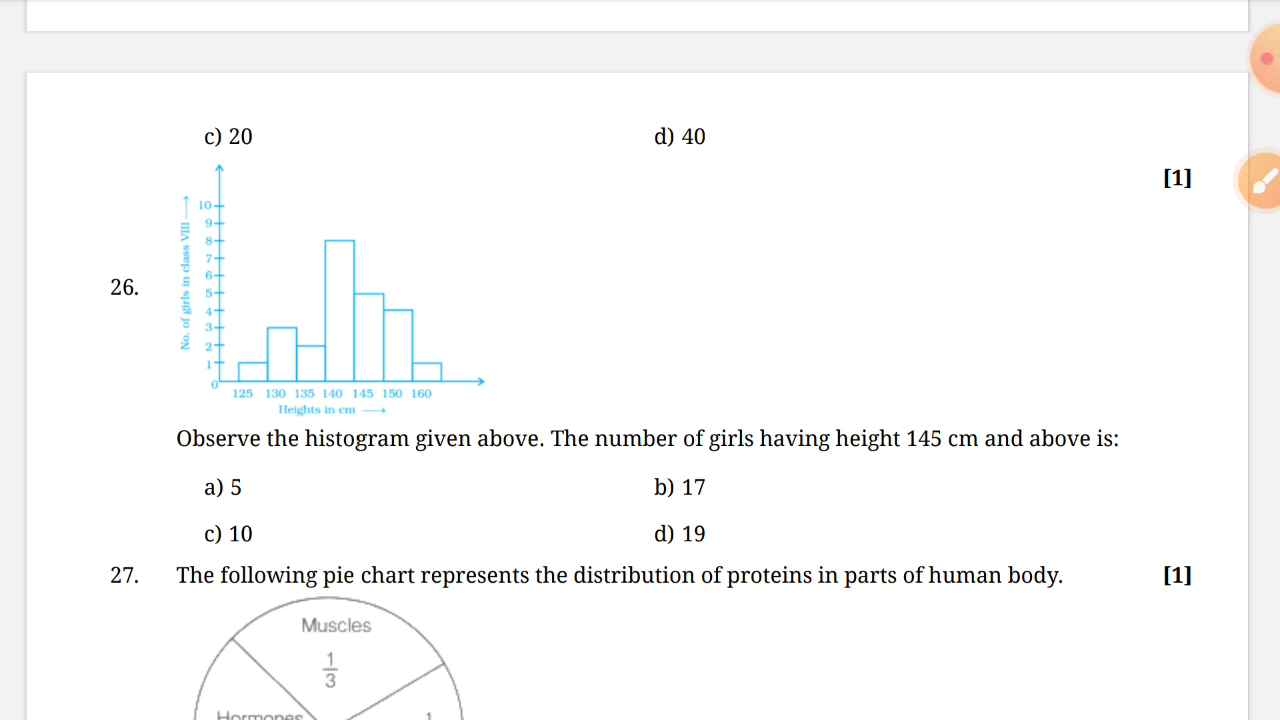 c) 20 d) 40
[1]
26.
No. of girls in class VIII
10
9
8
7
6
5
4
3
2
1
0
125 130 135 140 145 150 160
Heights in cm
Observe the histogram given above. The number of girls having height 145 cm and above is:
a) 5 b) 17
c) 10 d) 19
27. The following pie chart represents the distribution of proteins in parts of human body. [1]
Muscles
1
3
Hormones
1